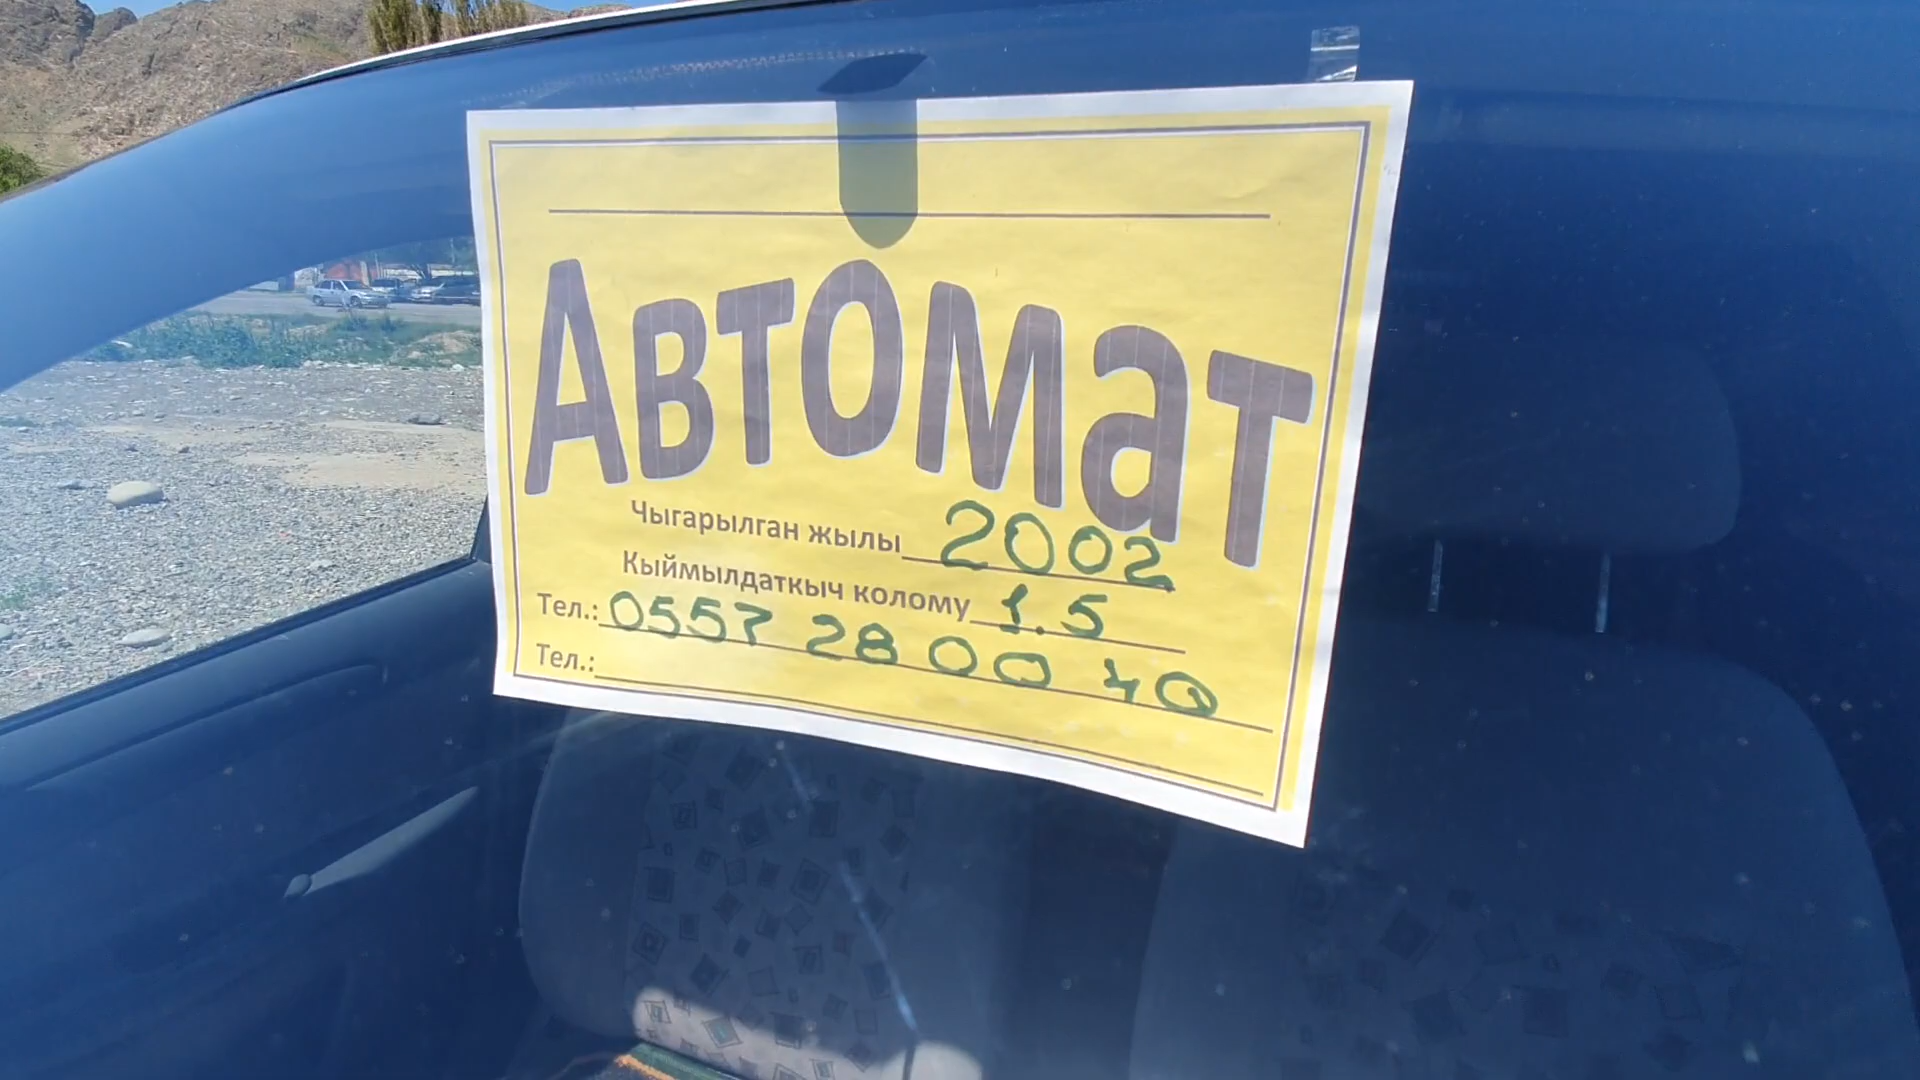 Автомат
Чыгарылган жылы 2002
Кыймылдаткыч колому 1.5
Тел.: 0557 28 00 40
Тел.: